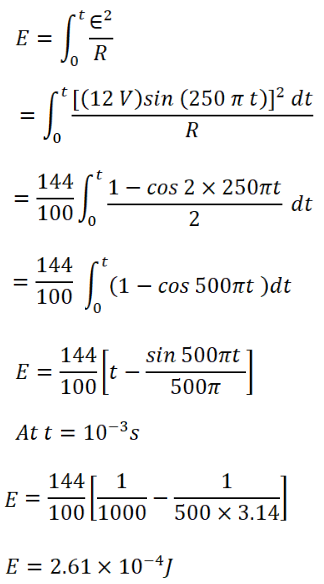 E = ∫₀ᵗ ∈²/R
= ∫₀ᵗ [(12 V)sin (250 π t)]² dt / R
= 144/100 ∫₀ᵗ (1 − cos 2 × 250πt)/2 dt
= 144/100 ∫₀ᵗ (1 − cos 500πt )dt
E = 144/100 [t − sin 500πt / 500π]
At t = 10⁻³s
E = 144/100 [1/1000 − 1/(500 × 3.14)]
E = 2.61 × 10⁻⁴J